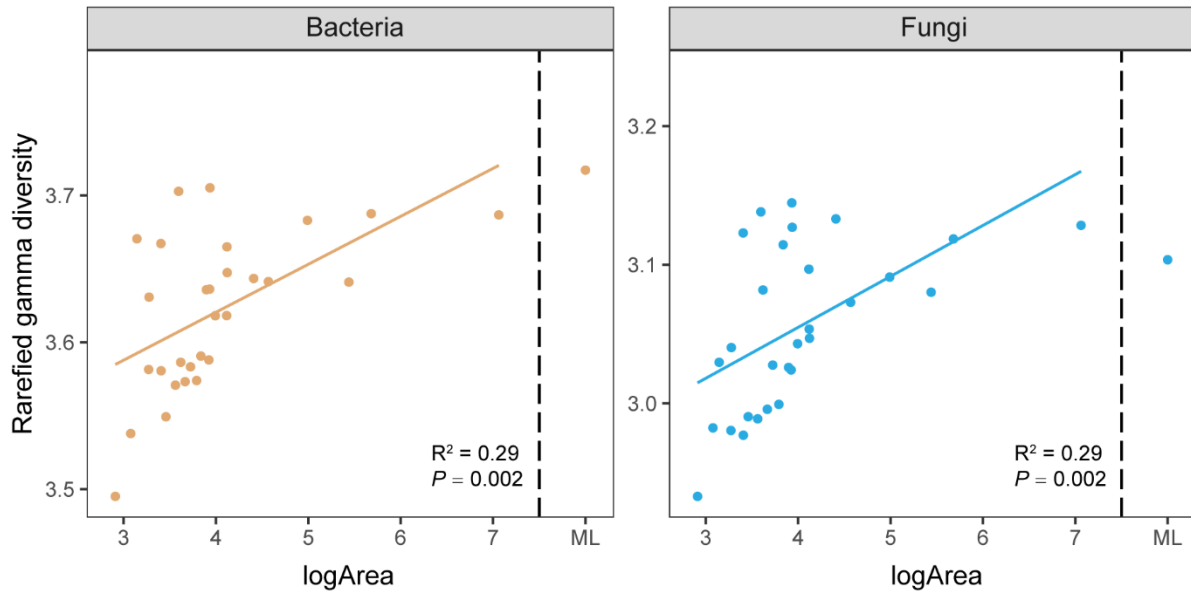 Bacteria
Fungi
Rarefied gamma diversity
3.7
3.6
3.5
R² = 0.29
P = 0.002
3 4 5 6 7 ML
logArea
3.2
3.1
3.0
R² = 0.29
P = 0.002
3 4 5 6 7 ML
logArea